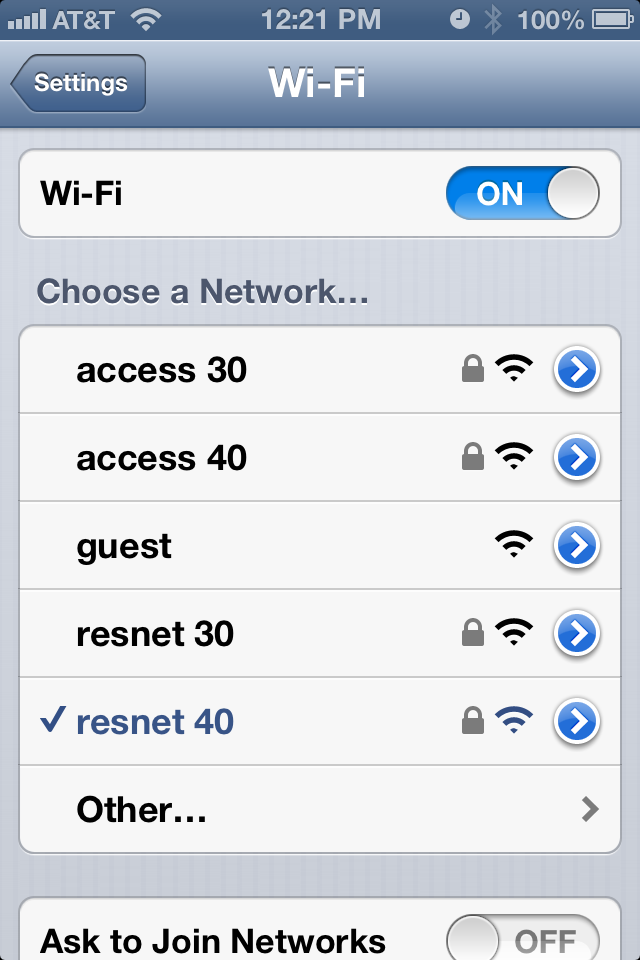 AT&T 12:21 PM 100%
Settings Wi-Fi
Wi-Fi ON
Choose a Network...
access 30
access 40
guest
resnet 30
✓ resnet 40
Other...
Ask to Join Networks OFF